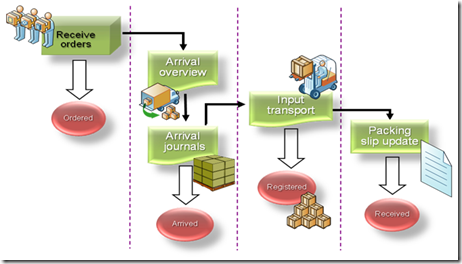 Receive
orders
Ordered
Arrival
overview
Arrival
journals
Arrived
Input
transport
Registered
Packing
slip update
Received